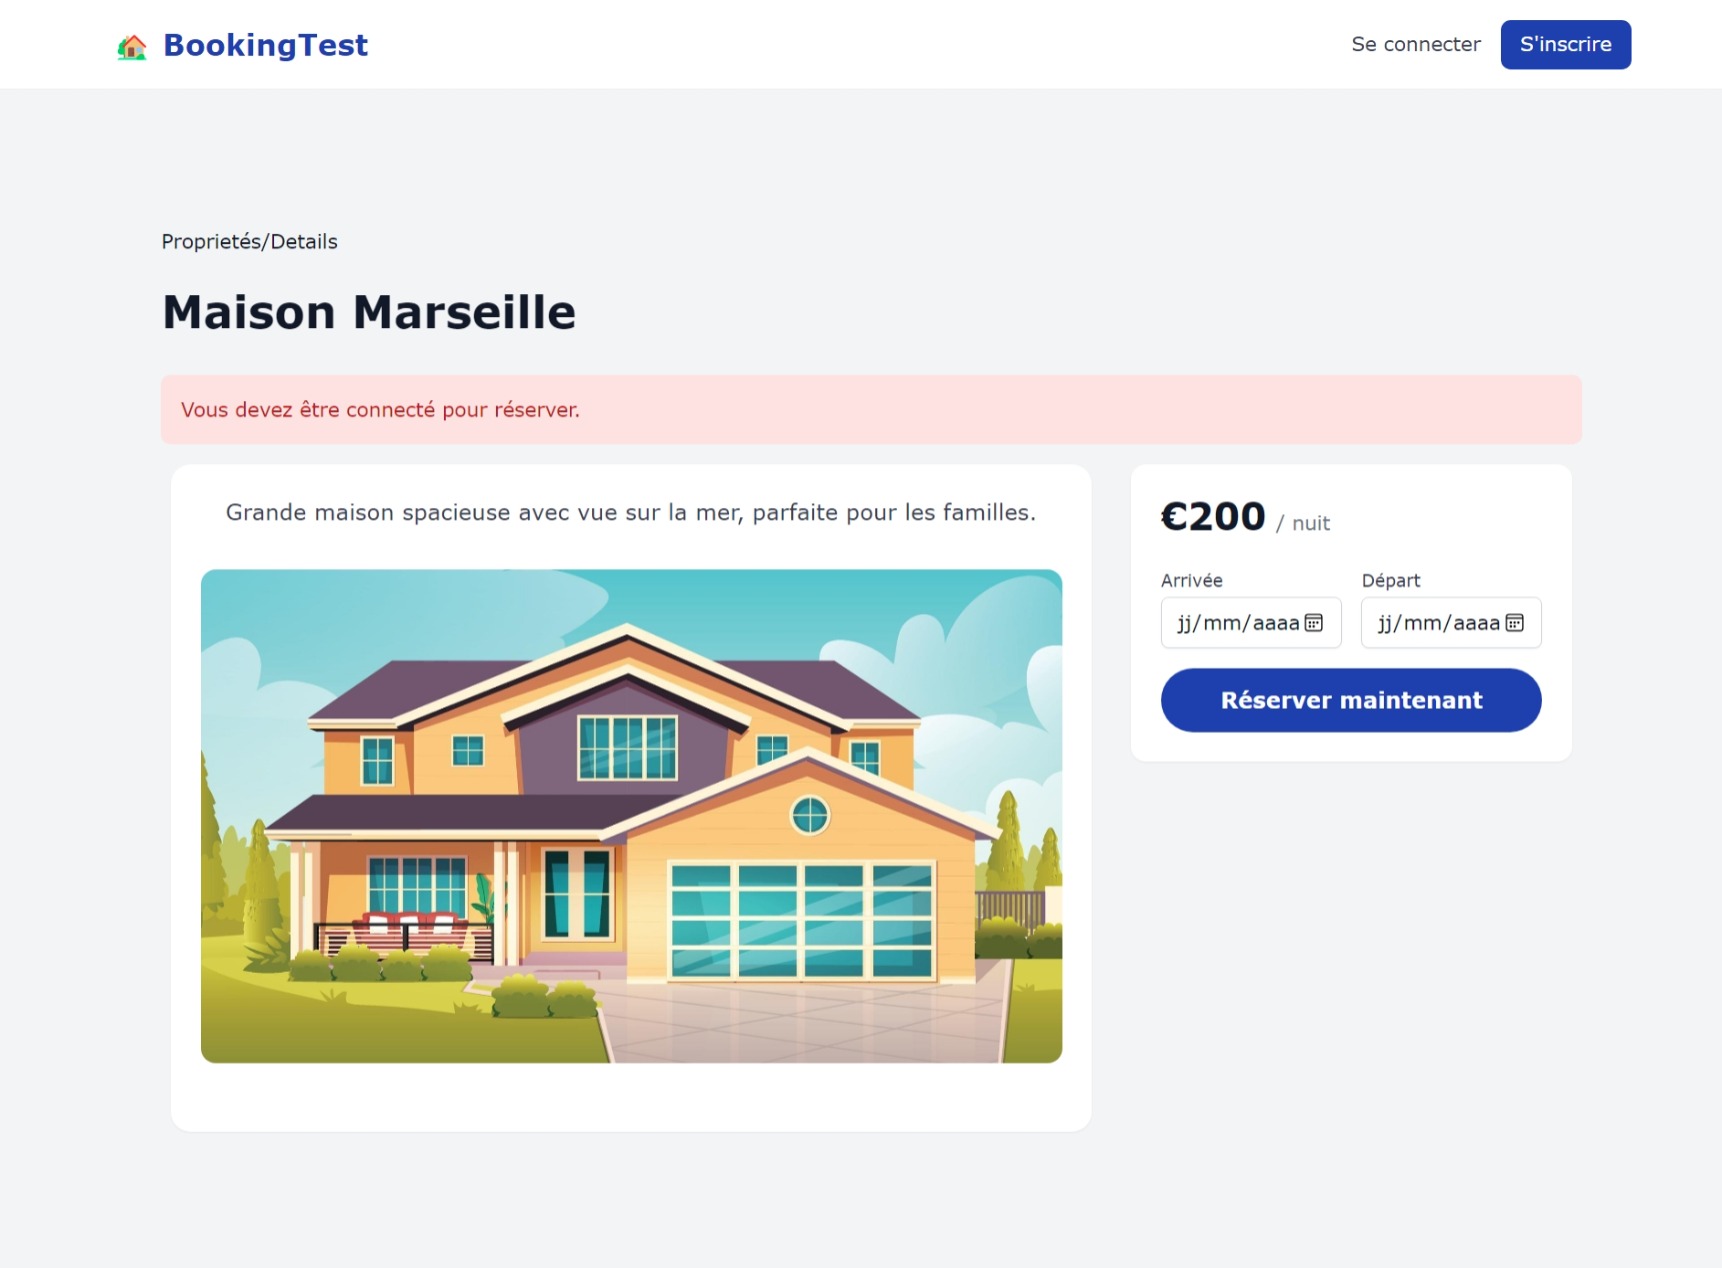 BookingTest
Se connecter
S'inscrire
Proprietés/Details
Maison Marseille
Vous devez être connecté pour réserver.
Grande maison spacieuse avec vue sur la mer, parfaite pour les familles.
€200 / nuit
Arrivée
Départ
jj/mm/aaaa
jj/mm/aaaa
Réserver maintenant